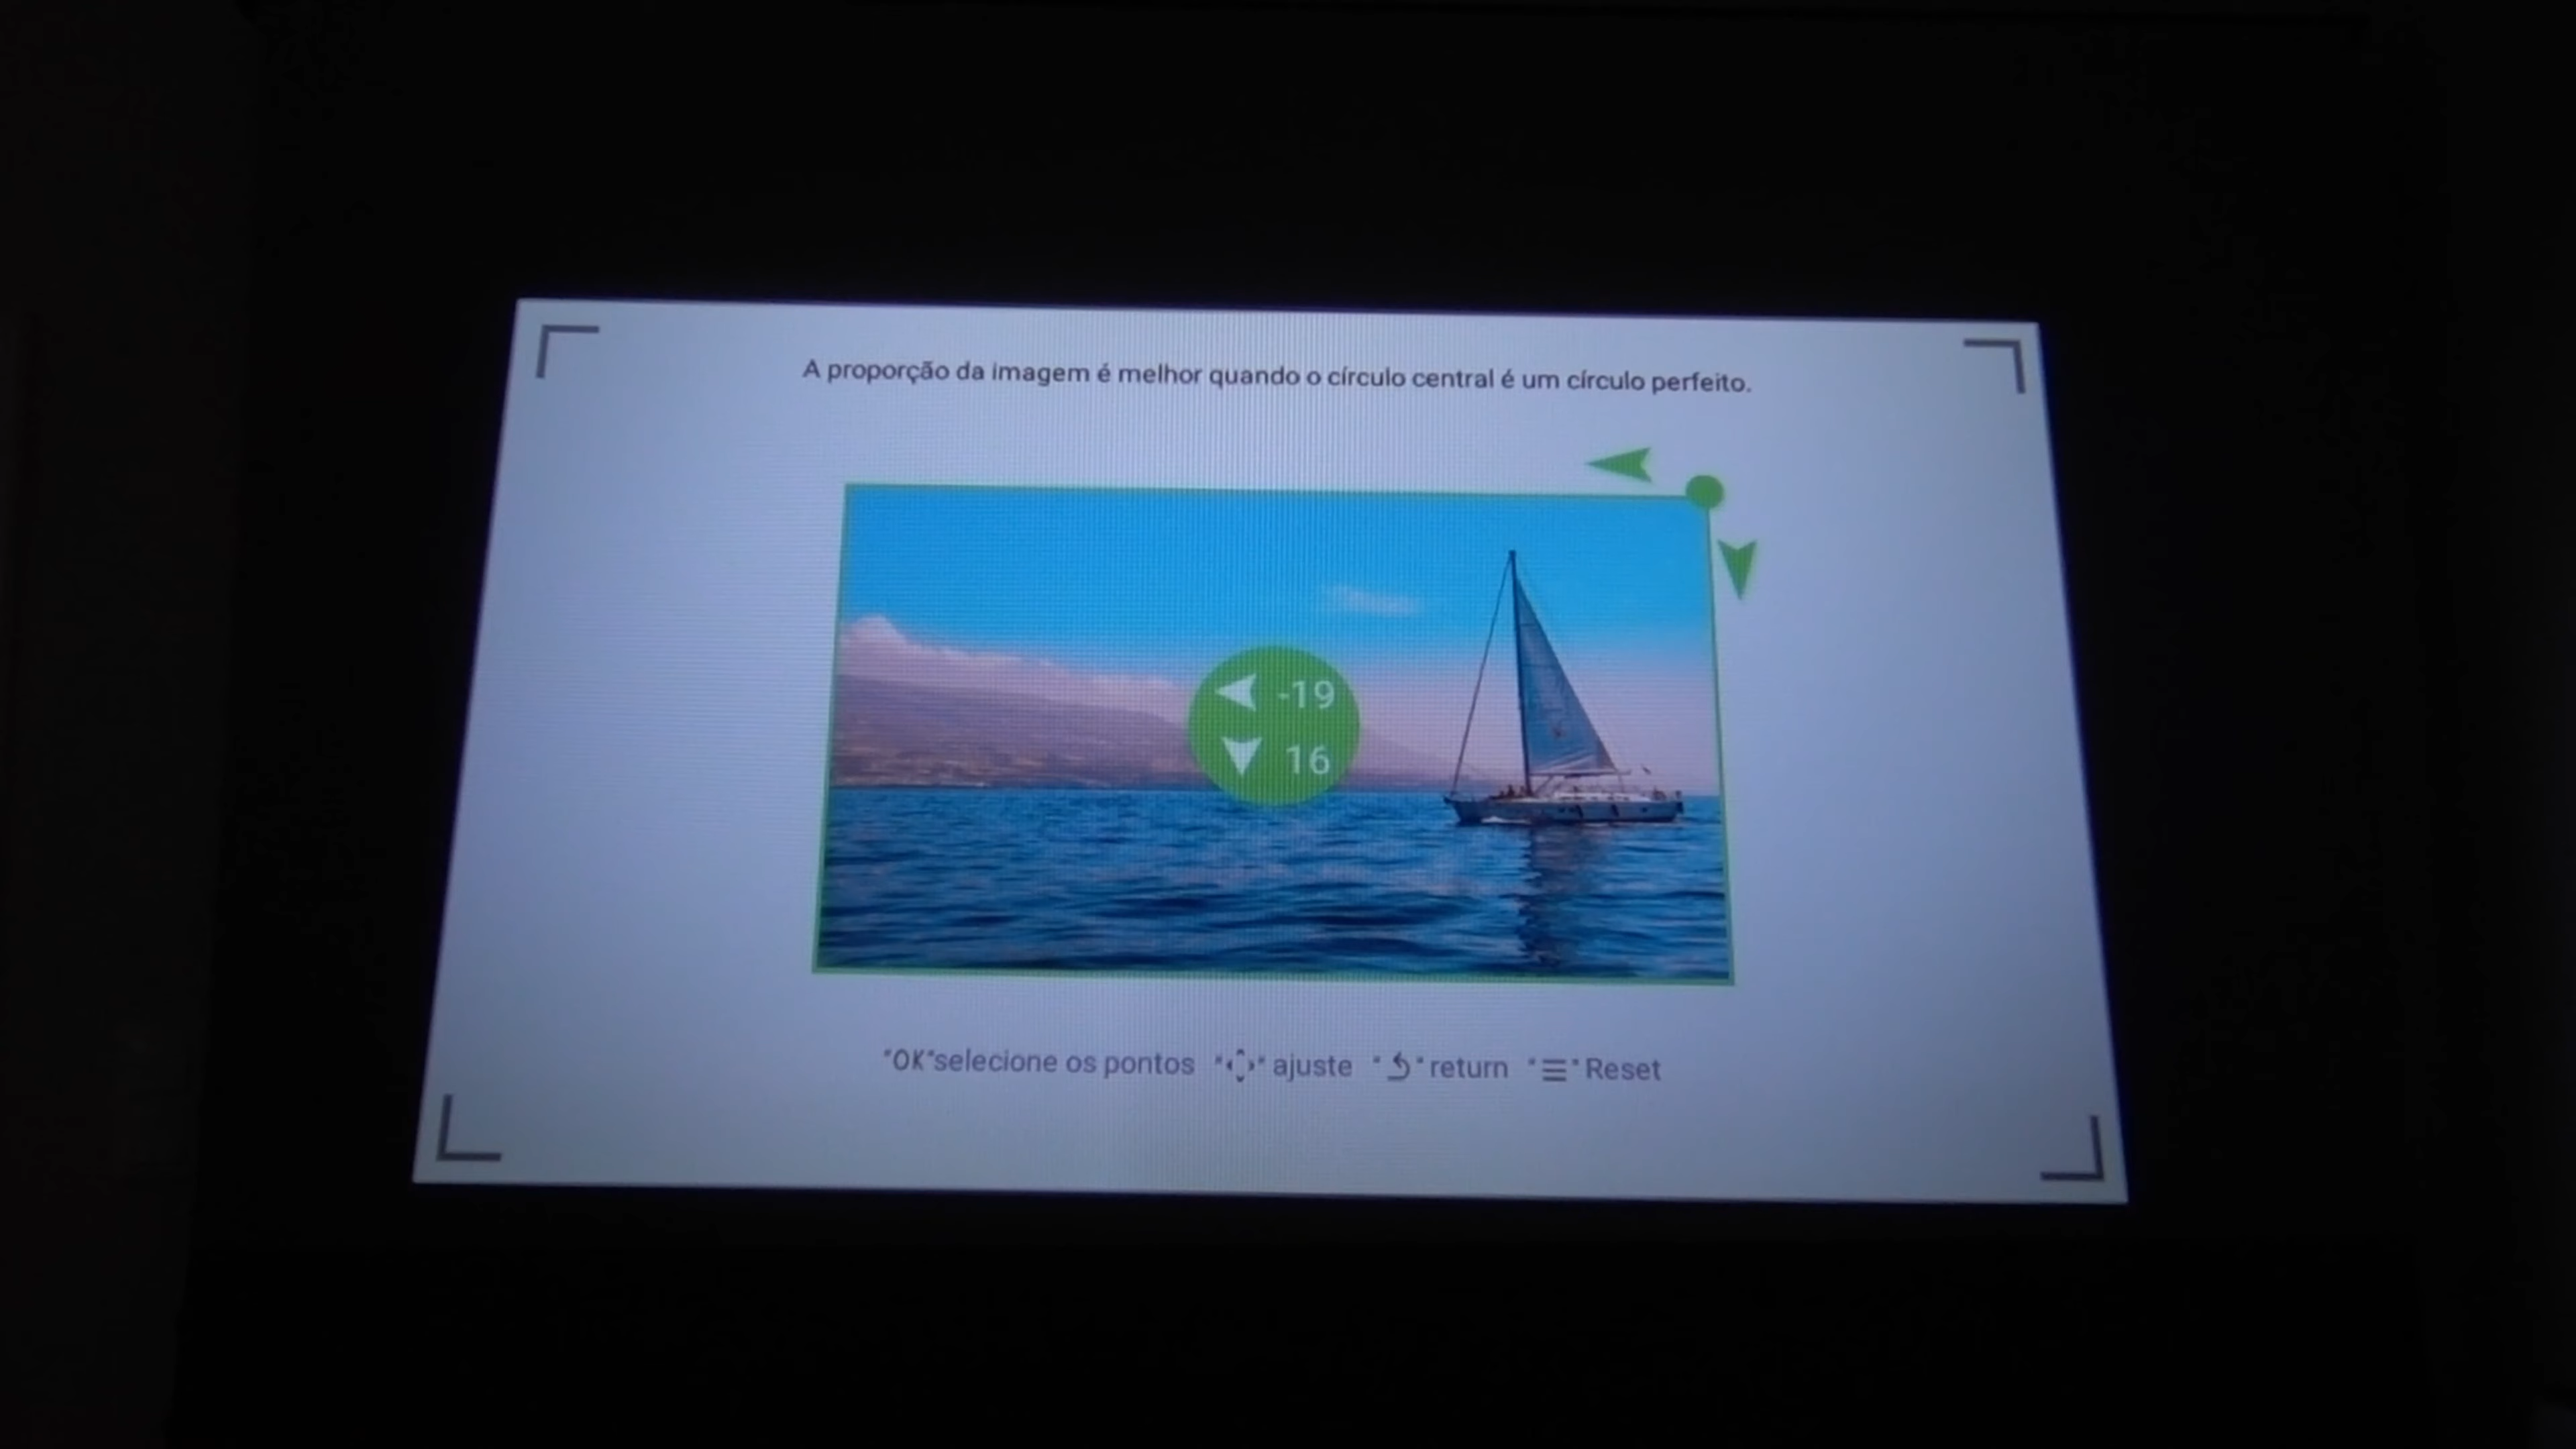 A proporção da imagem é melhor quando o círculo central é um círculo perfeito.
-19
16
"OK"selecione os pontos " " ajuste " " return " " Reset